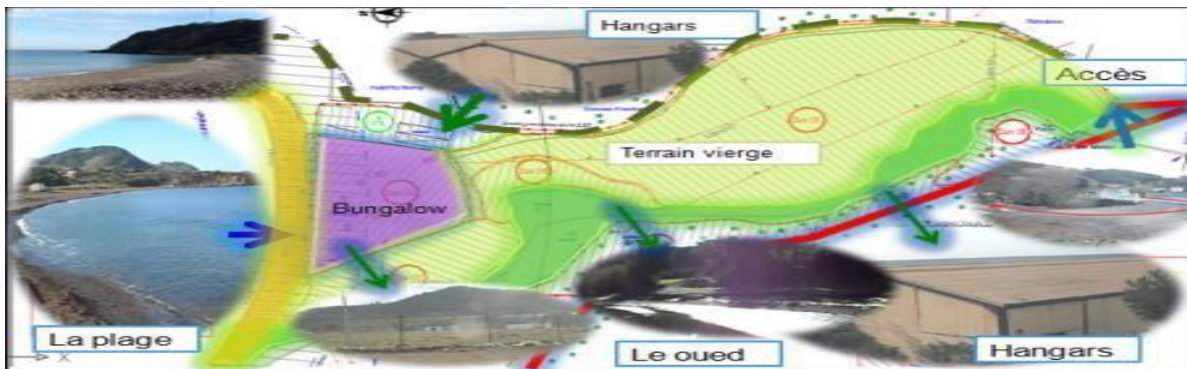 Hangars
Accès
Terrain vierge
Bungalow
La plage
Le oued
Hangars
X